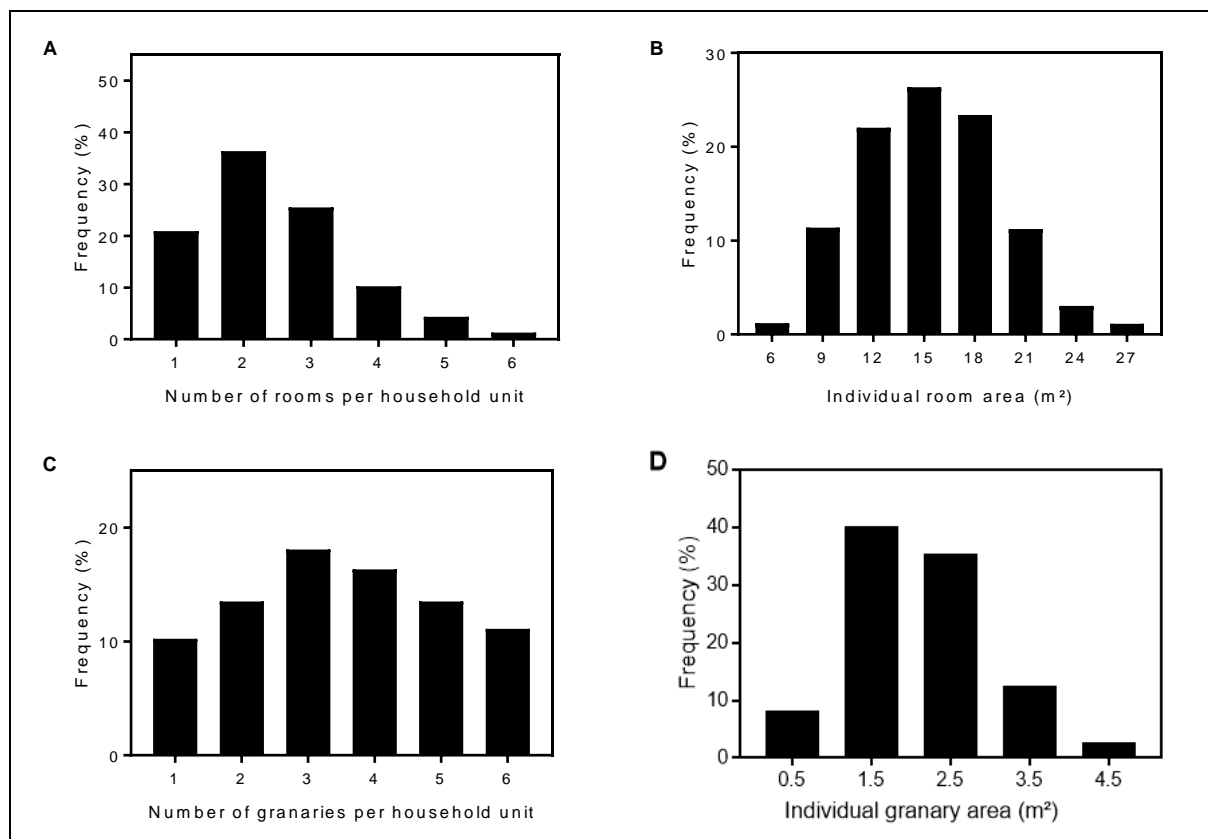 A
50
40
30
20
10
0
Frequency (%)
1 2 3 4 5 6
Number of rooms per household unit
B
30
20
10
0
Frequency (%)
6 9 12 15 18 21 24 27
Individual room area (m²)
C
20
10
0
Frequency (%)
1 2 3 4 5 6
Number of granaries per household unit
D
50
40
30
20
10
0
Frequency (%)
0.5 1.5 2.5 3.5 4.5
Individual granary area (m²)